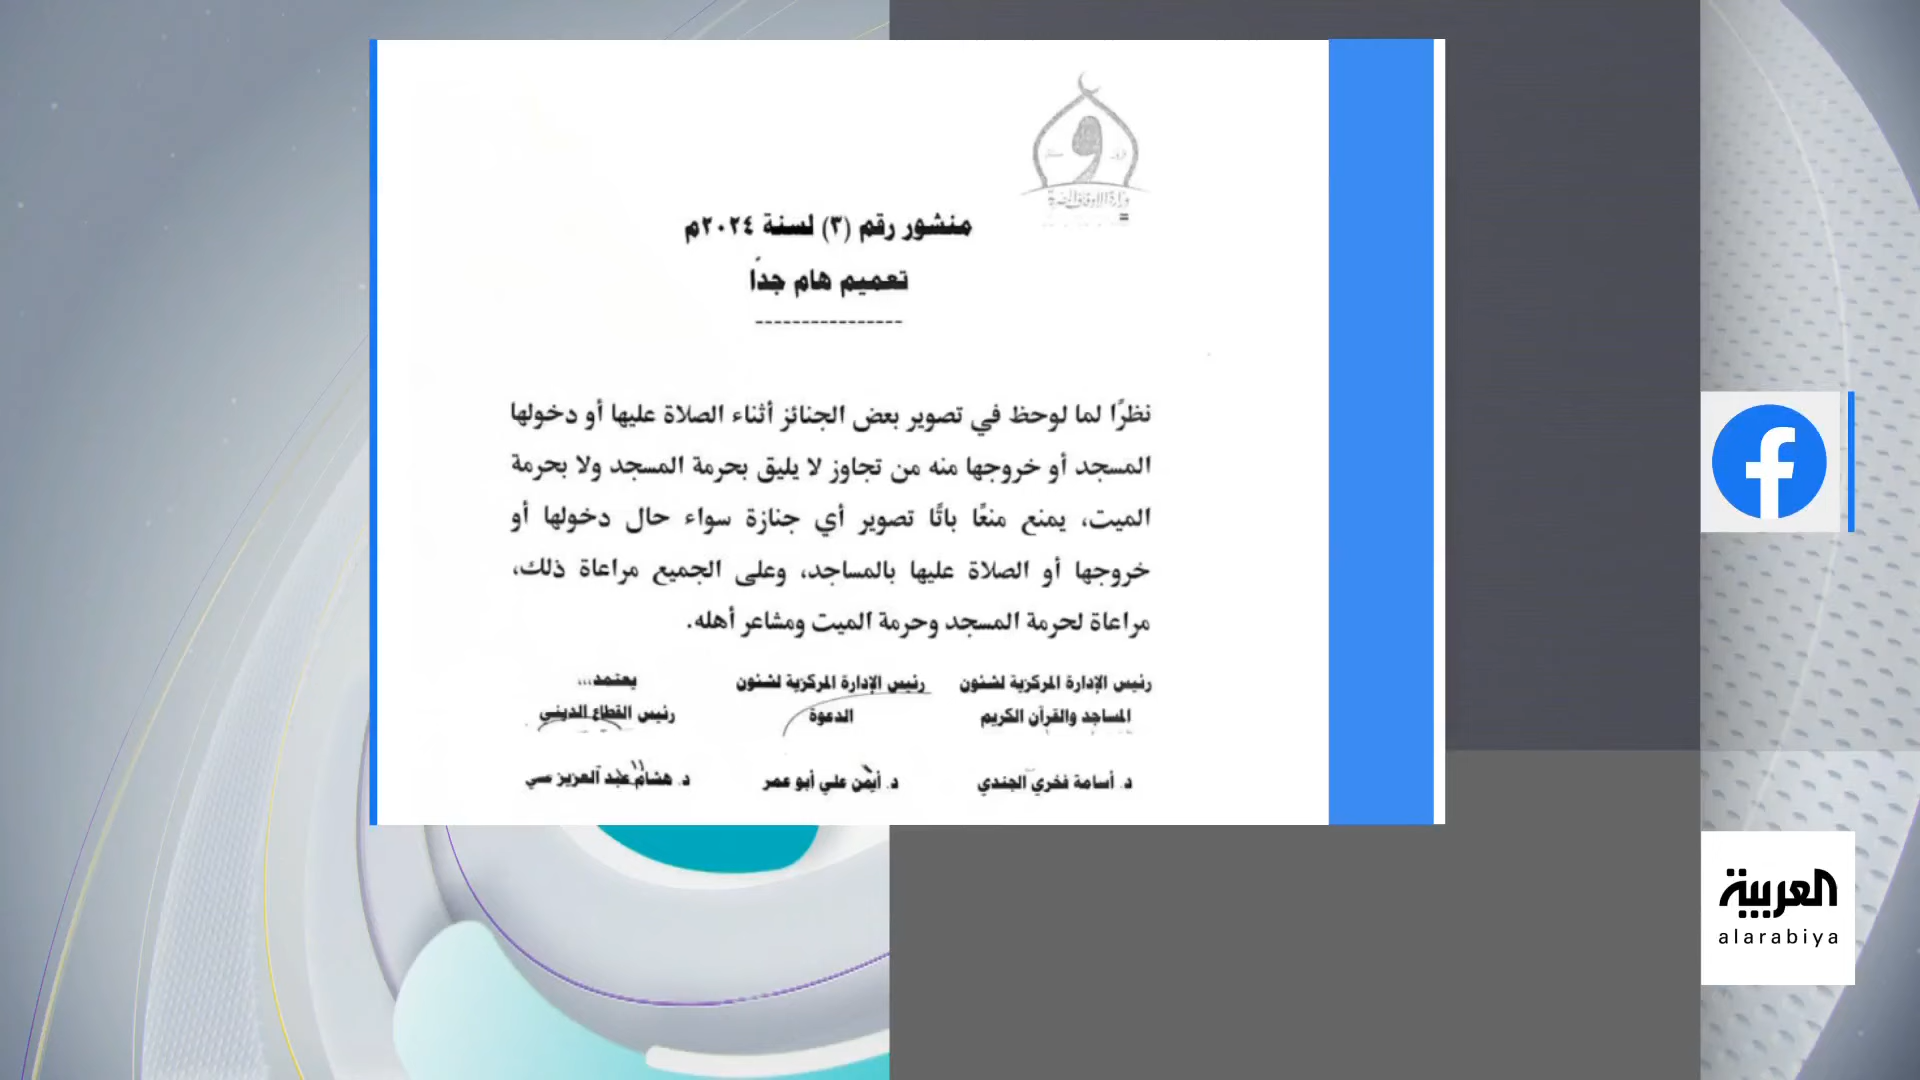 وزارة الأوقاف المصرية
منشور رقم (٣) لسنة ٢٠٢٤م
تعميم هام جدًا
نظرًا لما لوحظ في تصوير بعض الجنائز أثناء الصلاة عليها أو دخولها
المسجد أو خروجها منه من تجاوز لا يليق بحرمة المسجد ولا بحرمة
الميت، يمنع منعًا باتًا تصوير أي جنازة سواء حال دخولها أو
خروجها أو الصلاة عليها بالمساجد، وعلى الجميع مراعاة ذلك،
مراعاة لحرمة المسجد وحرمة الميت ومشاعر أهله.
رئيس الإدارة المركزية لشئون
المساجد والقرآن الكريم
د. أسامة فخري الجندي
رئيس الإدارة المركزية لشئون
الدعوة
د. أيمن علي أبو عمر
يعتمد...
رئيس القطاع الديني
د. هشام عبد العزيز
العربية
alarabiya